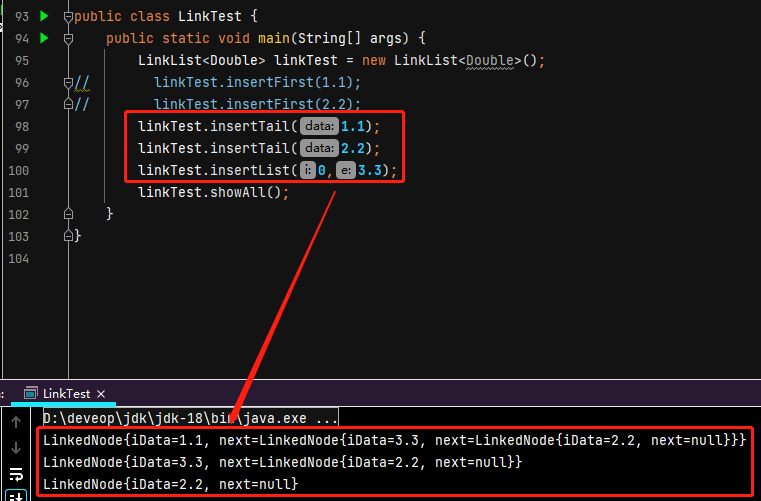 93 public class LinkTest {
94 public static void main(String[] args) {
95 LinkList<Double> linkTest = new LinkList<Double>();
96 // linkTest.insertFirst(1.1);
97 // linkTest.insertFirst(2.2);
98 linkTest.insertTail( data: 1.1);
99 linkTest.insertTail( data: 2.2);
100 linkTest.insertList( i: 0, e: 3.3);
101 linkTest.showAll();
102 }
103 }
104
: LinkTest ×
D:\deveop\jdk\jdk-18\bin\java.exe ...
LinkedNode{iData=1.1, next=LinkedNode{iData=3.3, next=LinkedNode{iData=2.2, next=null}}}
LinkedNode{iData=3.3, next=LinkedNode{iData=2.2, next=null}}
LinkedNode{iData=2.2, next=null}